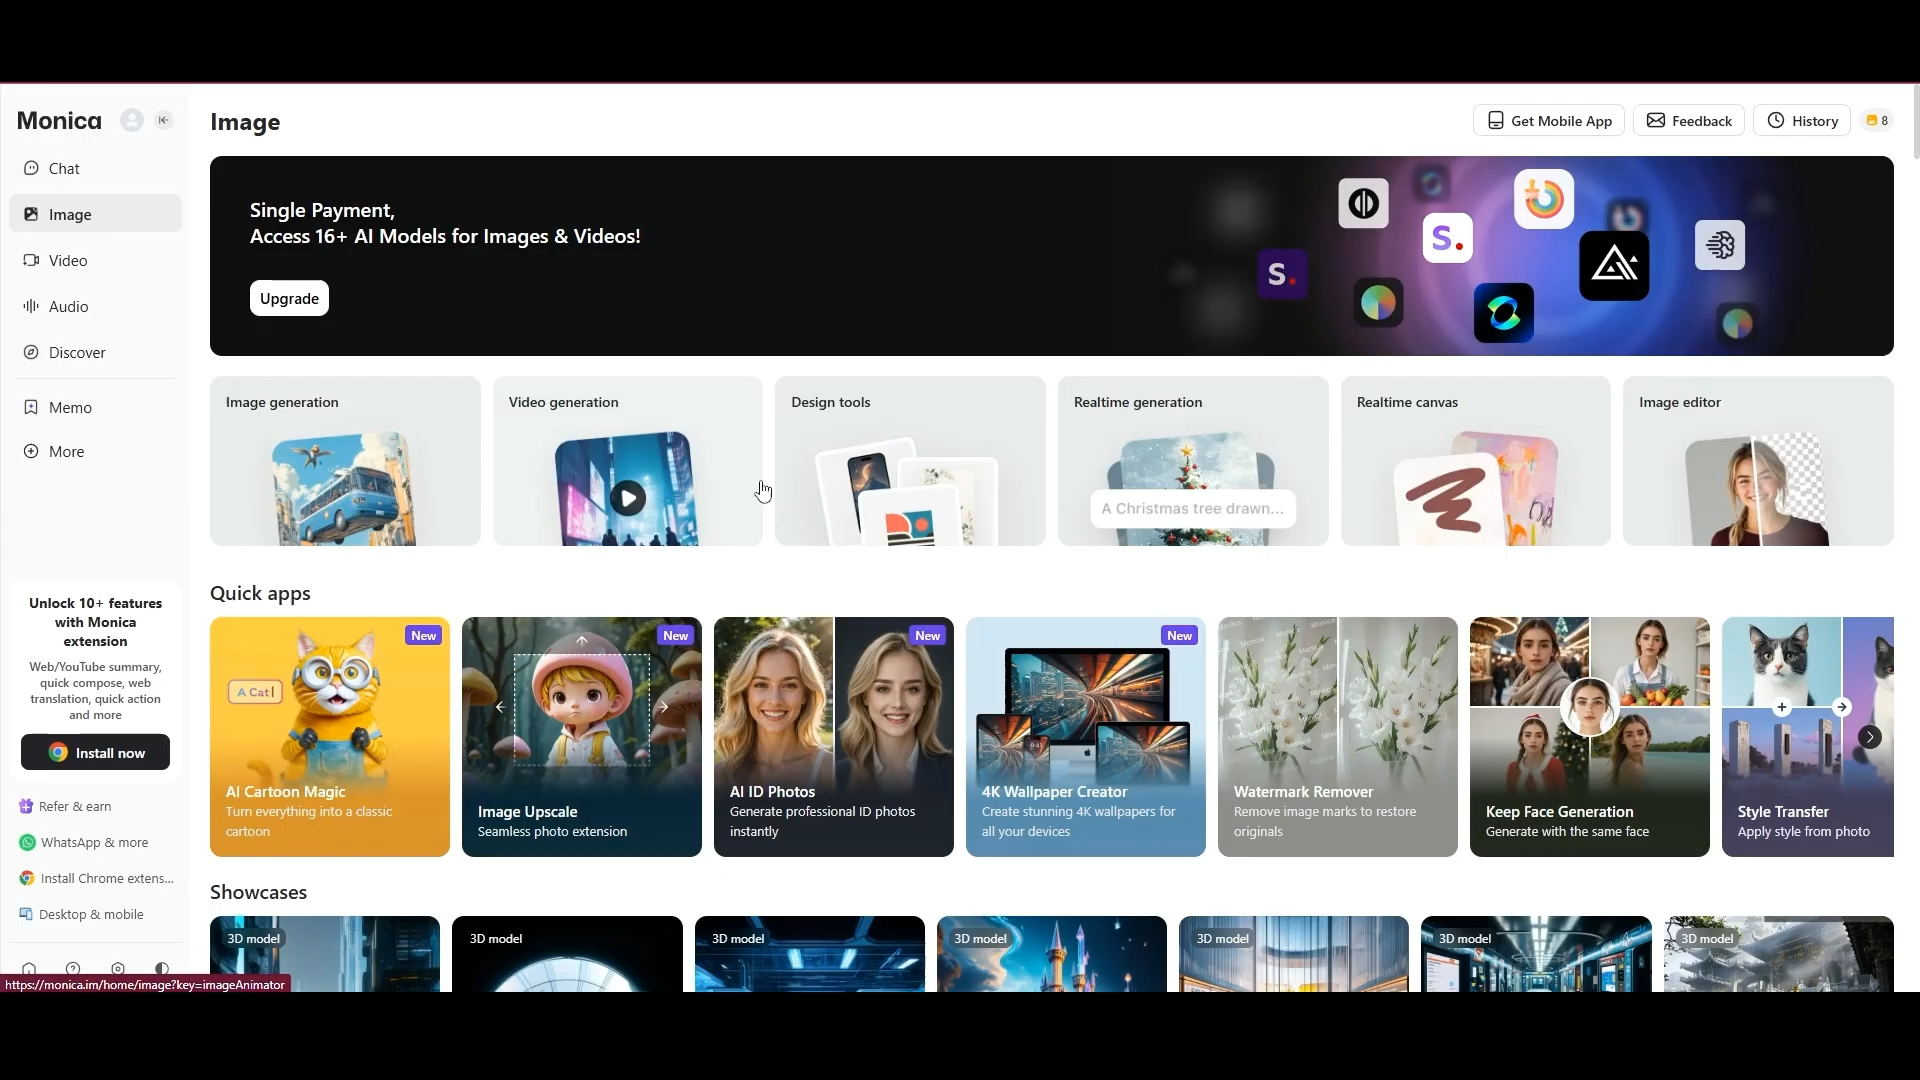 Monica
Chat
Image
Video
Audio
Discover
Memo
More
Unlock 10+ features
with Monica
extension
Web/YouTube summary,
quick compose, web
translation, quick action
and more
Install now
Refer & earn
WhatsApp & more
Install Chrome extens...
Desktop & mobile
https://monica.im/home/image?key=imageAnimator
Image
Get Mobile App
Feedback
History
8
Single Payment,
Access 16+ AI Models for Images & Videos!
Upgrade
S.
S.
Image generation
Video generation
Design tools
Realtime generation
A Christmas tree drawn...
Realtime canvas
Image editor
Quick apps
New
A Cat
AI Cartoon Magic
Turn everything into a classic
cartoon
New
Image Upscale
Seamless photo extension
New
AI ID Photos
Generate professional ID photos
instantly
New
9:41
4K Wallpaper Creator
Create stunning 4K wallpapers for
all your devices
Monica
Watermark Remover
Remove image marks to restore
originals
Keep Face Generation
Generate with the same face
Style Transfer
Apply style from photo
Showcases
3D model
3D model
3D model
3D model
3D model
3D model
3D model